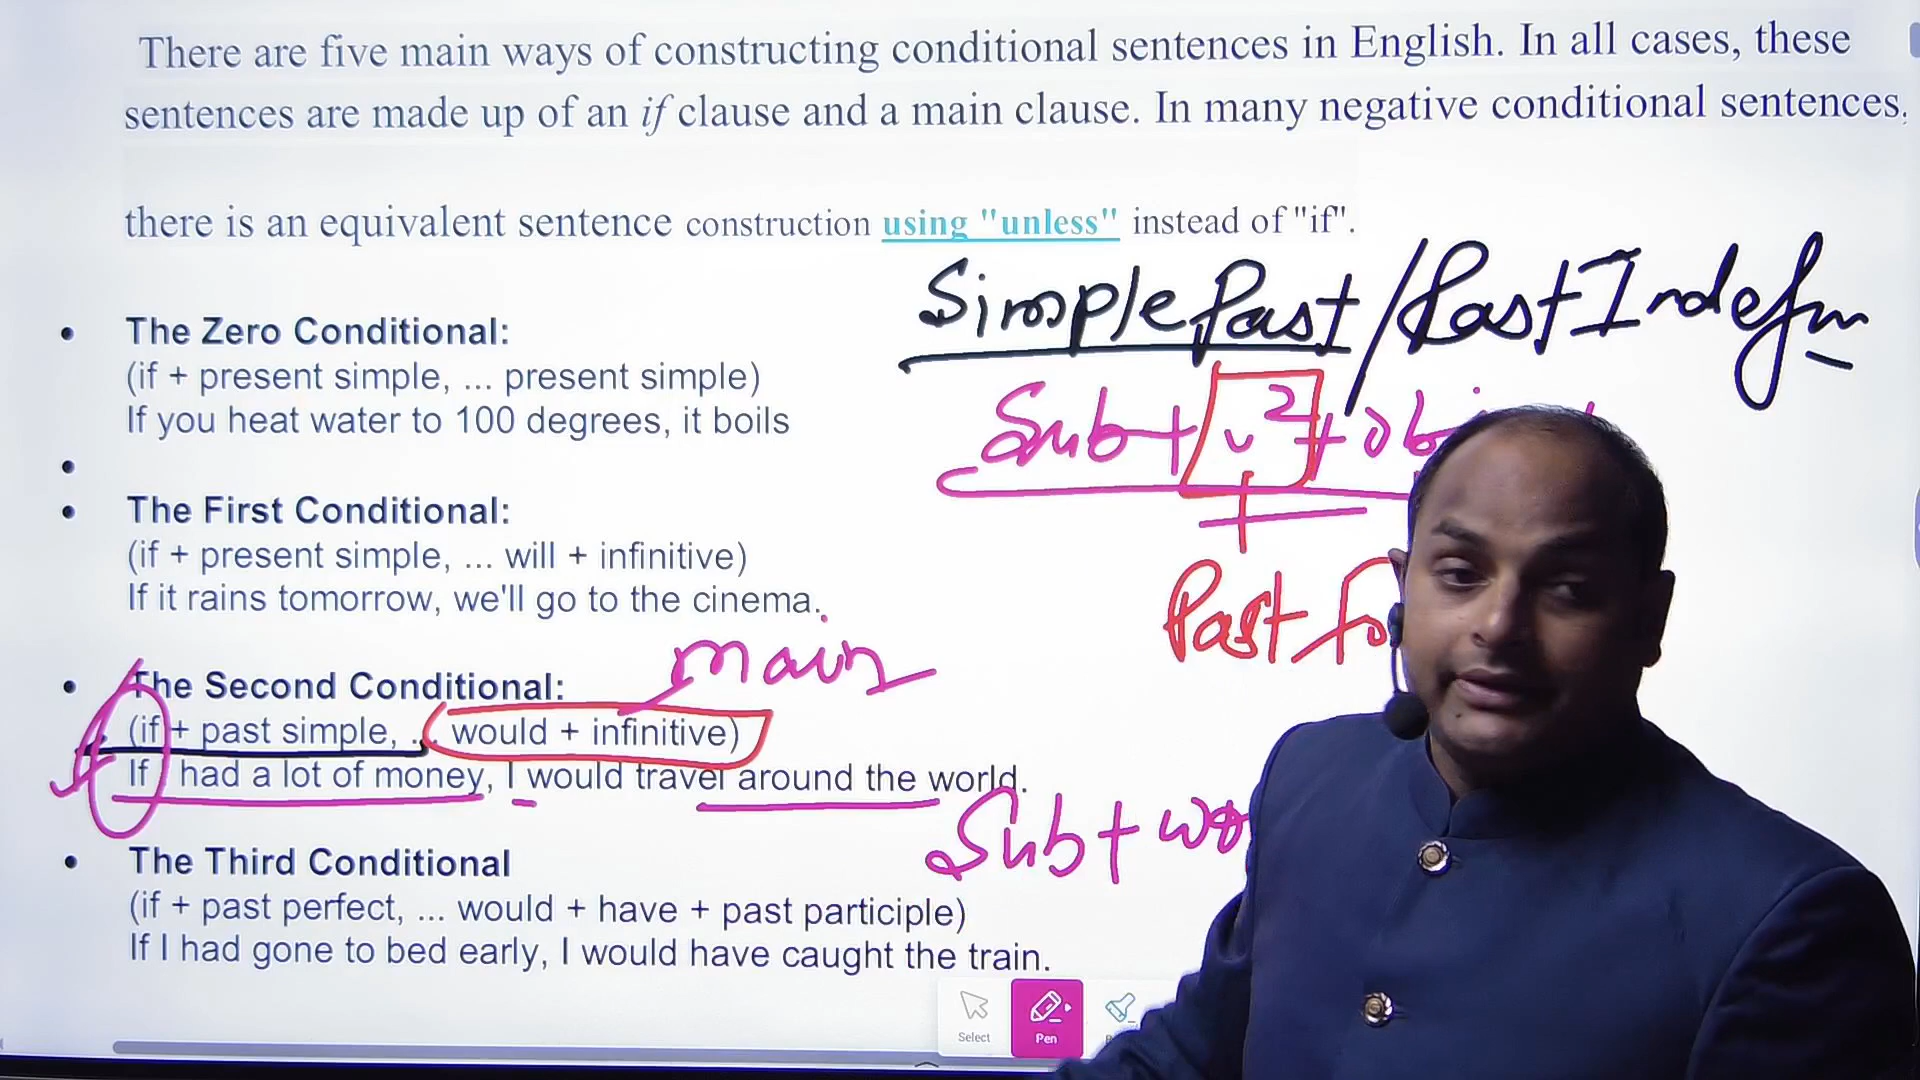 There are five main ways of constructing conditional sentences in English. In all cases, these
sentences are made up of an if clause and a main clause. In many negative conditional sentences,
there is an equivalent sentence construction using "unless" instead of "if".
Simple Past / Past Indefin
Sub + v2 + obj
Past fo
• The Zero Conditional:
(if + present simple, ... present simple)
If you heat water to 100 degrees, it boils
•
• The First Conditional:
(if + present simple, ... will + infinitive)
If it rains tomorrow, we'll go to the cinema.
main
• The Second Conditional:
(if + past simple, ... would + infinitive)
If I had a lot of money, I would travel around the world.
Sub + wo
• The Third Conditional
(if + past perfect, ... would + have + past participle)
If I had gone to bed early, I would have caught the train.
Select
Pen